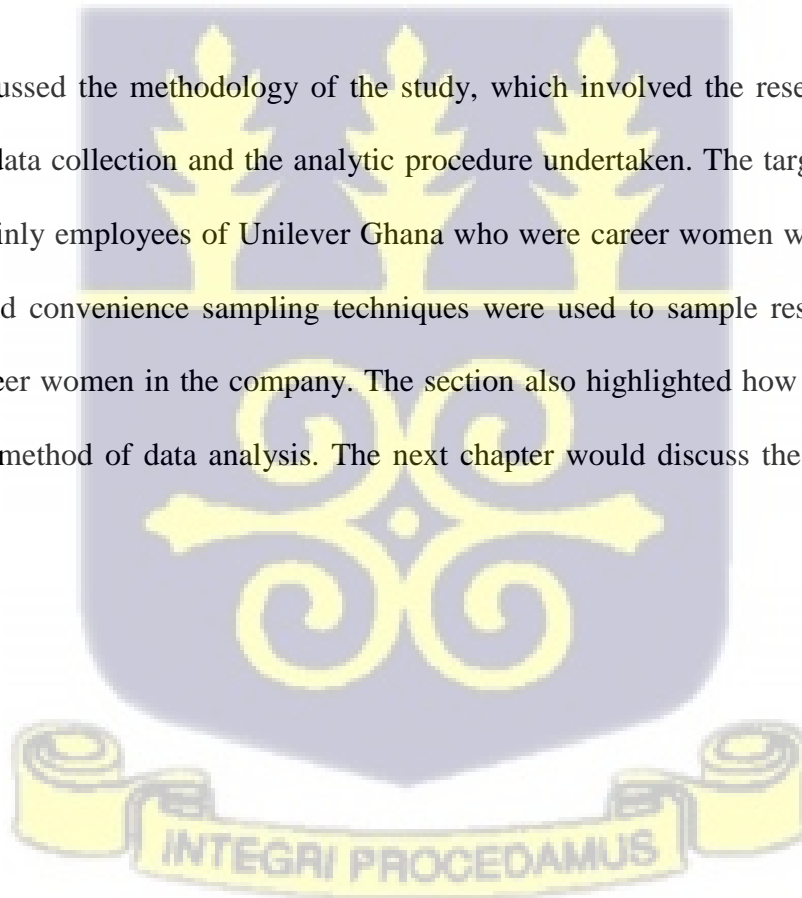 ussed the methodology of the study, which involved the rese
data collection and the analytic procedure undertaken. The targ
inly employees of Unilever Ghana who were career women w
d convenience sampling techniques were used to sample res
eer women in the company. The section also highlighted how
method of data analysis. The next chapter would discuss the
INTEGRI PROCEDAMUS